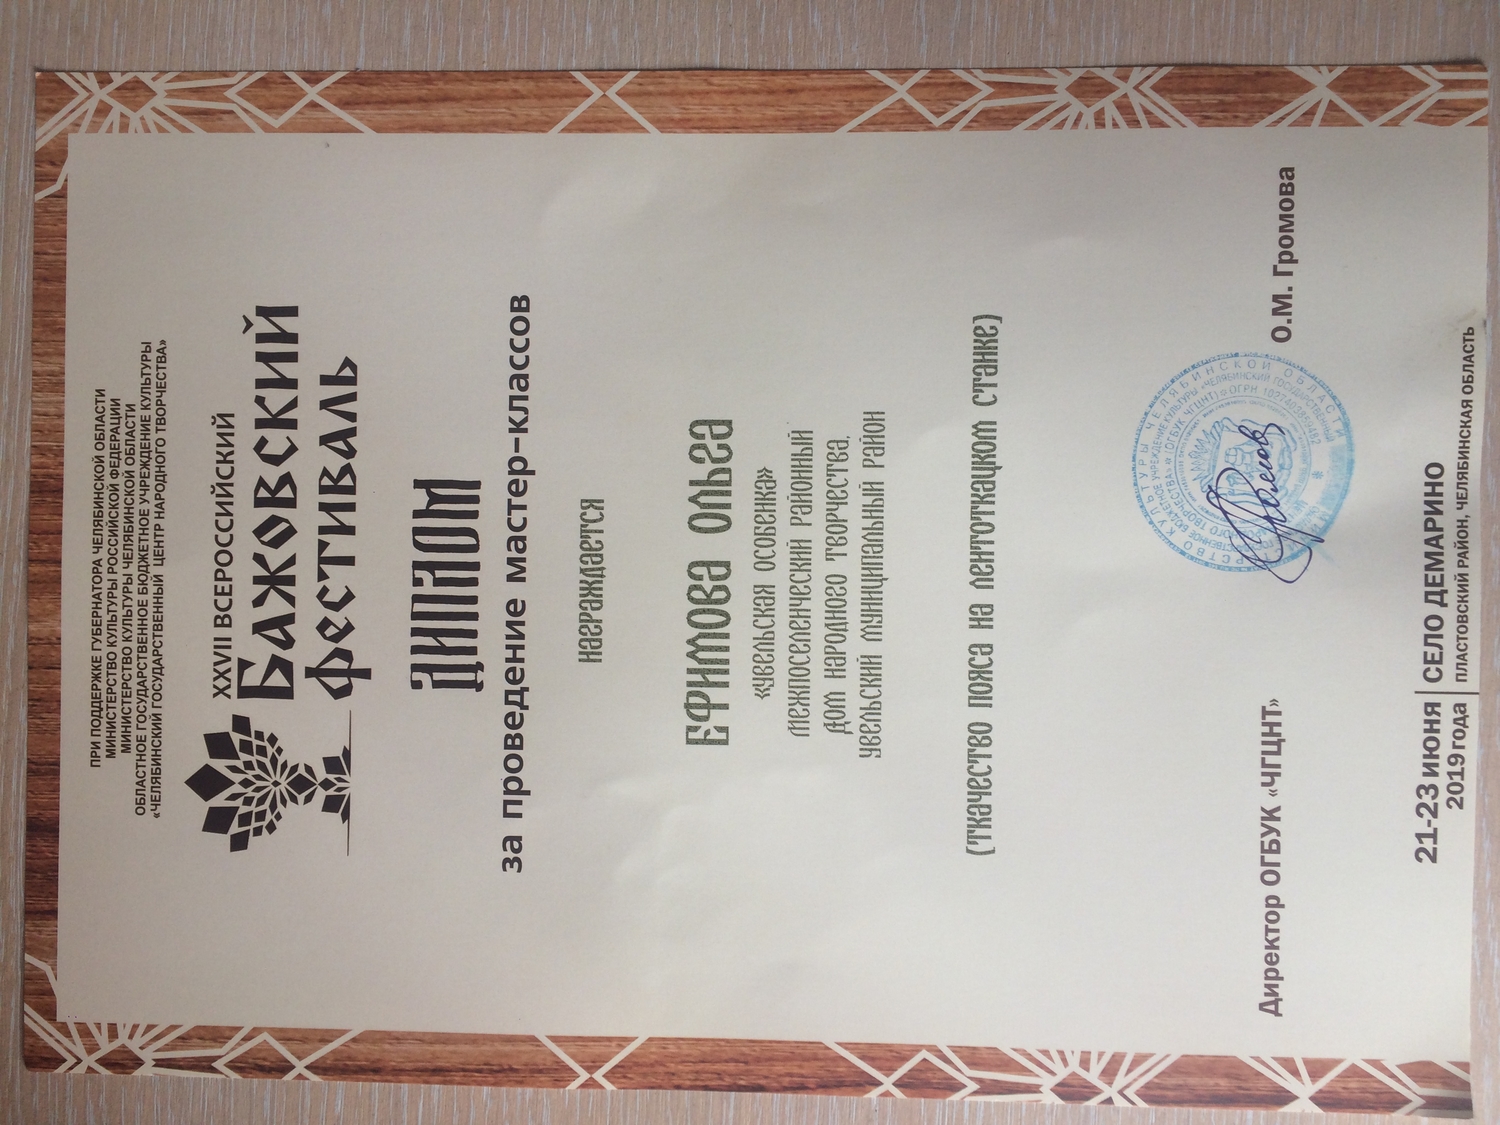 ПРИ ПОДДЕРЖКЕ ГУБЕРНАТОРА ЧЕЛЯБИНСКОЙ ОБЛАСТИ
МИНИСТЕРСТВО КУЛЬТУРЫ РОССИЙСКОЙ ФЕДЕРАЦИИ
МИНИСТЕРСТВО КУЛЬТУРЫ ЧЕЛЯБИНСКОЙ ОБЛАСТИ
ОБЛАСТНОЕ ГОСУДАРСТВЕННОЕ БЮДЖЕТНОЕ УЧРЕЖДЕНИЕ КУЛЬТУРЫ
«ЧЕЛЯБИНСКИЙ ГОСУДАРСТВЕННЫЙ ЦЕНТР НАРОДНОГО ТВОРЧЕСТВА»
XXVII ВСЕРОССИЙСКИЙ
Бажовский
фестиваль
ДИПЛОМ
за проведение мастер-классов
награждается
ЕФИМОВА ОЛЬГА
«УВЕЛЬСКАЯ ОСОБЕНКА»
МЕЖПОСЕЛЕНЧЕСКИЙ РАЙОННЫЙ
ДОМ НАРОДНОГО ТВОРЧЕСТВА,
УВЕЛЬСКИЙ МУНИЦИПАЛЬНЫЙ РАЙОН
(ТКАЧЕСТВО ПОЯСА НА ЛЕНТОТКАЦКОМ СТАНКЕ)
Директор ОГБУК «ЧГЦНТ» О.М. Громова
21-23 ИЮНЯ
2019 года
СЕЛО ДЕМАРИНО
ПЛАСТОВСКИЙ РАЙОН, ЧЕЛЯБИНСКАЯ ОБЛАСТЬ